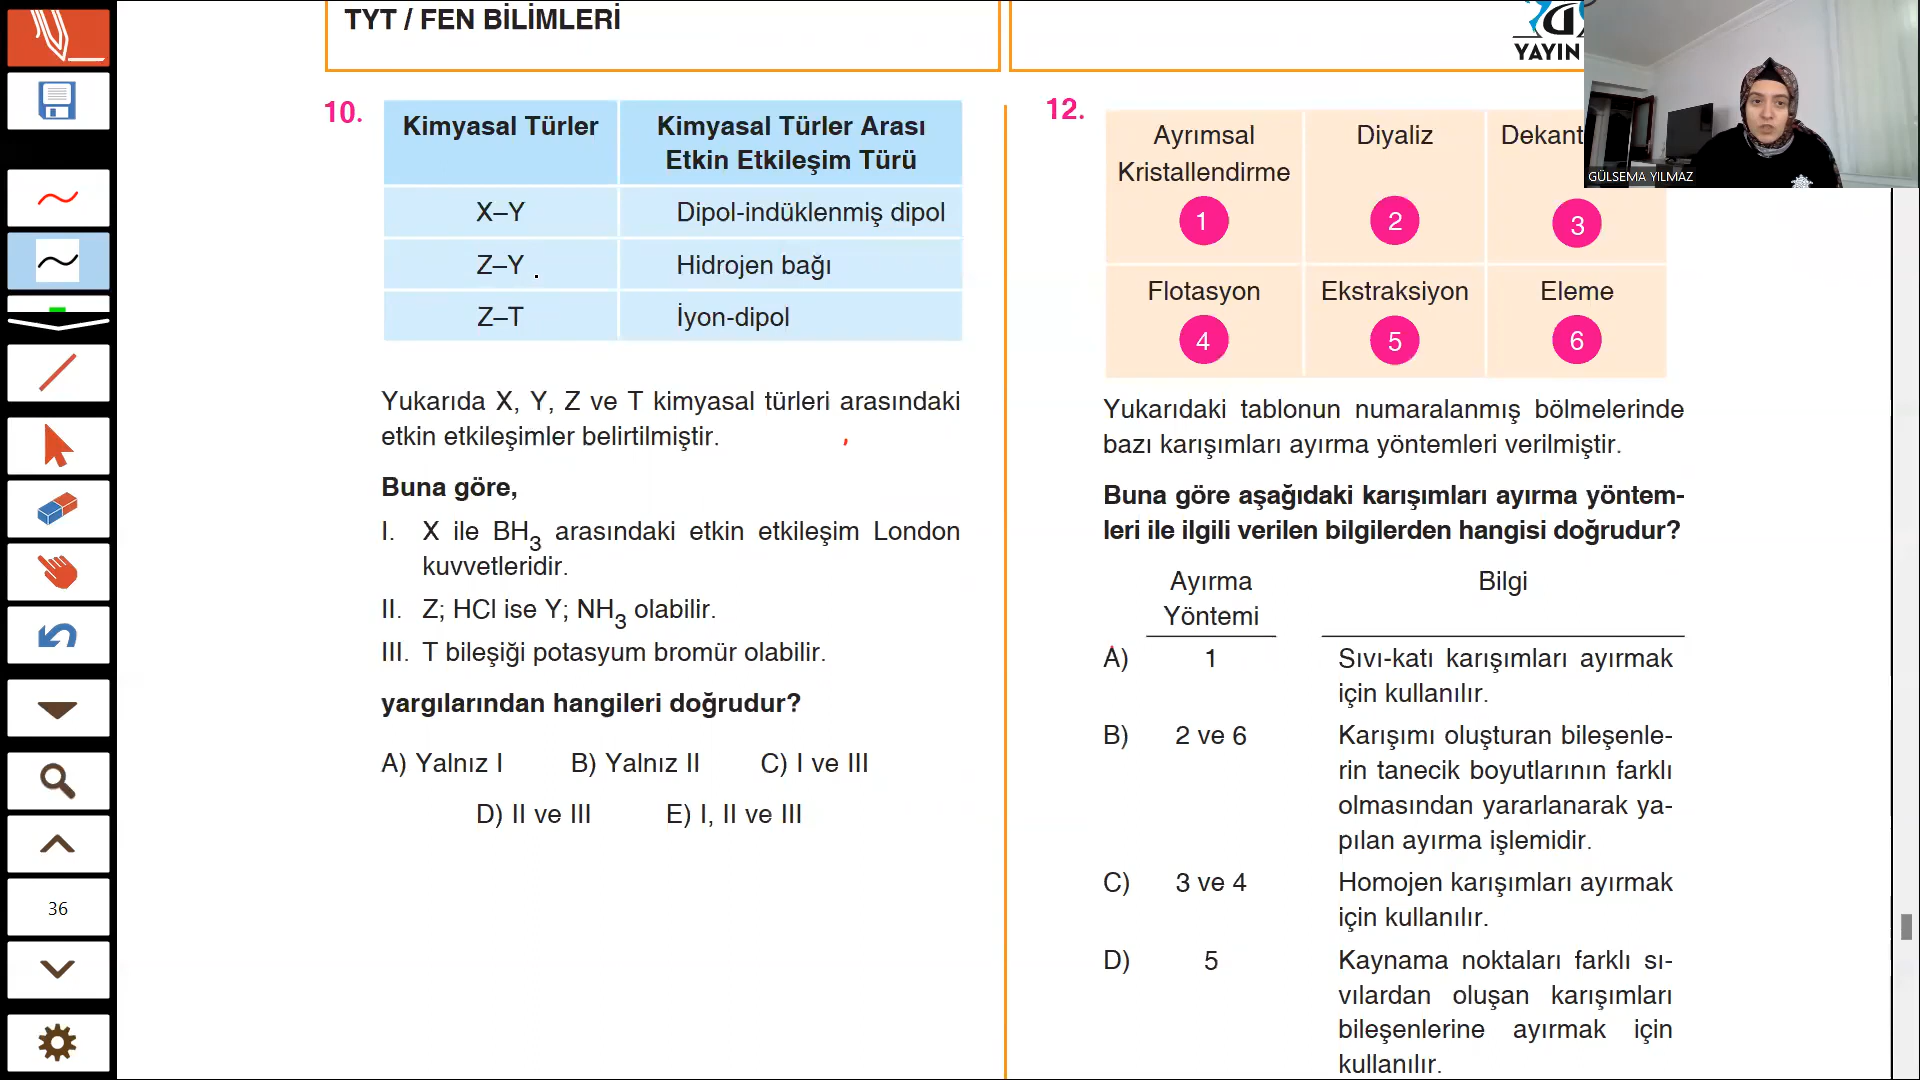 TYT / FEN BİLİMLERİ
YAYIN
GÜLSEMA YILMAZ
36
10.
Kimyasal Türler
Kimyasal Türler Arası
Etkin Etkileşim Türü
X–Y
Dipol-indüklenmiş dipol
Z–Y
Hidrojen bağı
Z–T
İyon-dipol
Yukarıda X, Y, Z ve T kimyasal türleri arasındaki
etkin etkileşimler belirtilmiştir.
Buna göre,
I. X ile BH3 arasındaki etkin etkileşim London
kuvvetleridir.
II. Z; HCl ise Y; NH3 olabilir.
III. T bileşiği potasyum bromür olabilir.
yargılarından hangileri doğrudur?
A) Yalnız I B) Yalnız II C) I ve III
D) II ve III E) I, II ve III
12.
Ayrımsal
Kristallendirme
1
Diyaliz
2
3
Flotasyon
4
Ekstraksiyon
5
Eleme
6
Yukarıdaki tablonun numaralanmış bölmelerinde
bazı karışımları ayırma yöntemleri verilmiştir.
Buna göre aşağıdaki karışımları ayırma yöntem-
leri ile ilgili verilen bilgilerden hangisi doğrudur?
Ayırma
Yöntemi
Bilgi
A) 1 Sıvı-katı karışımları ayırmak
için kullanılır.
B) 2 ve 6 Karışımı oluşturan bileşenle-
rin tanecik boyutlarının farklı
olmasından yararlanarak ya-
pılan ayırma işlemidir.
C) 3 ve 4 Homojen karışımları ayırmak
için kullanılır.
D) 5 Kaynama noktaları farklı sı-
vılardan oluşan karışımları
bileşenlerine ayırmak için
kullanılır.